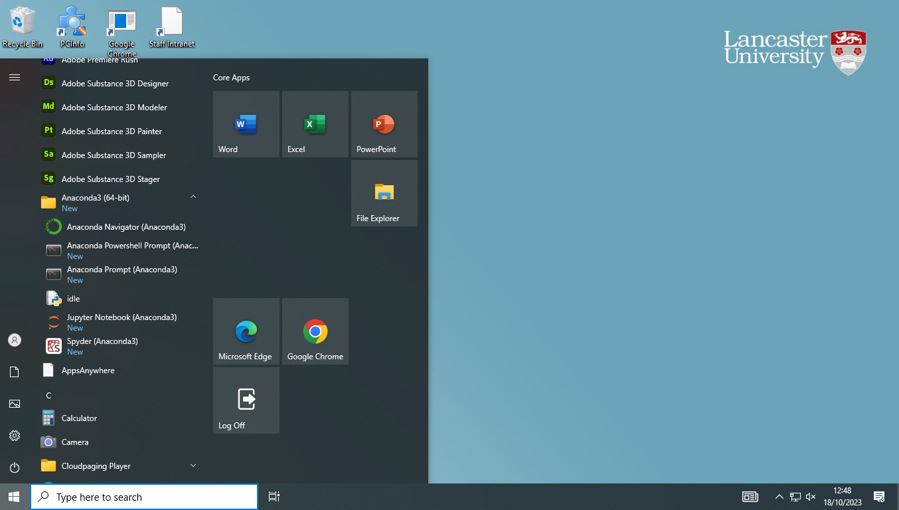 Recycle Bin
PCInfo
Google
Chrome
Staff Intranet
Lancaster
University
Adobe Premiere Rush
Ds
Adobe Substance 3D Designer
Md
Adobe Substance 3D Modeler
Pt
Adobe Substance 3D Painter
Sa
Adobe Substance 3D Sampler
Sg
Adobe Substance 3D Stager
Anaconda3 (64-bit)
New
Anaconda Navigator (Anaconda3)
Anaconda Powershell Prompt (Anac...
New
Anaconda Prompt (Anaconda3)
New
idle
Jupyter Notebook (Anaconda3)
New
Spyder (Anaconda3)
New
AppsAnywhere
C
Calculator
Camera
Cloudpaging Player
Core Apps
Word
Excel
PowerPoint
File Explorer
Microsoft Edge
Google Chrome
Log Off
Type here to search
12:48
18/10/2023